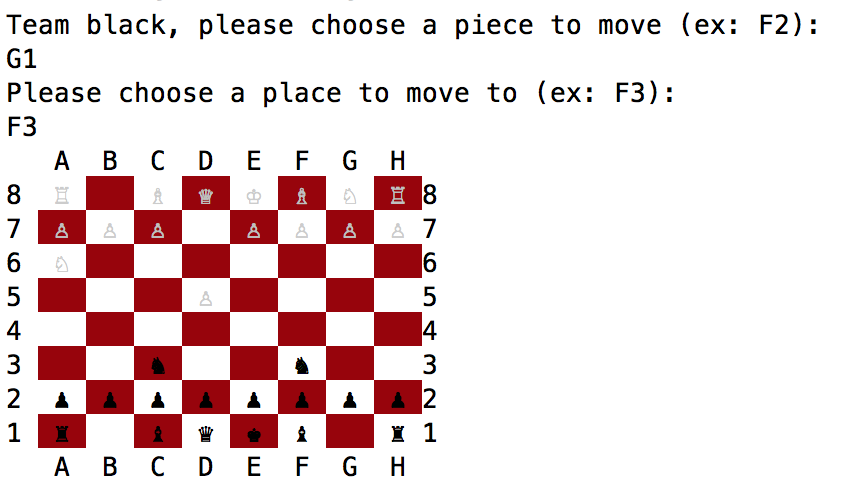 Team black, please choose a piece to move (ex: F2):
G1
Please choose a place to move to (ex: F3):
F3
A B C D E F G H
8 ♖ ♗ ♛ ♔ ♝ ♘ ♖ 8
7 ♙ ♙ ♙ ♙ ♙ ♙ ♙ 7
6 ♘ 6
5 ♙ 5
4 4
3 ♞ ♞ 3
2 ♟ ♟ ♟ ♟ ♟ ♟ ♟ ♟ 2
1 ♜ ♝ ♛ ♚ ♝ ♜ 1
A B C D E F G H